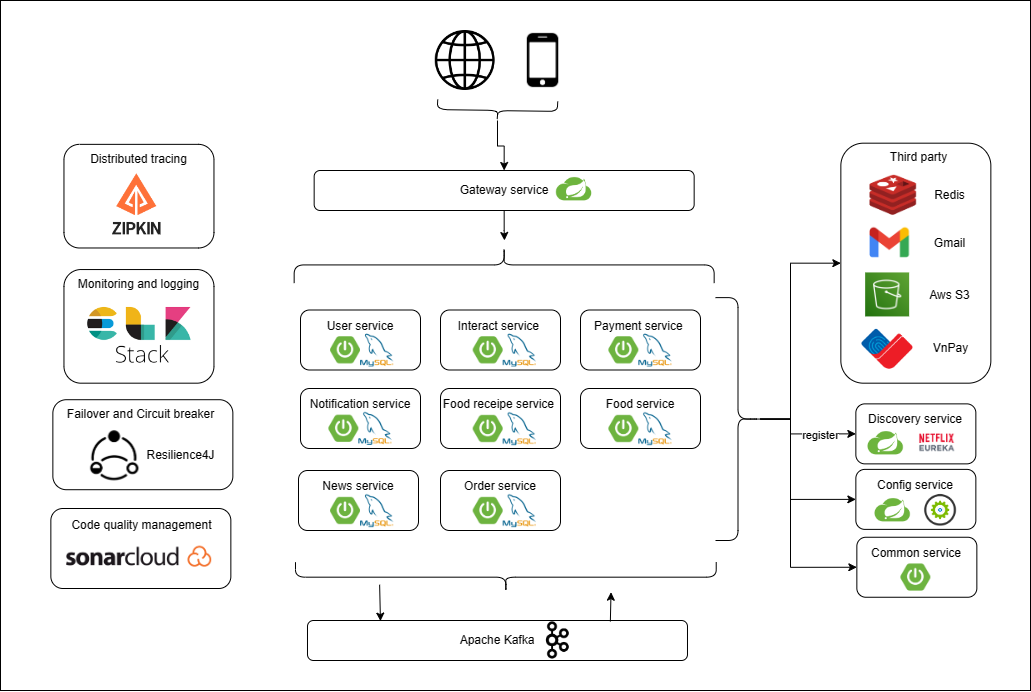 Distributed tracing
ZIPKIN
Monitoring and logging
Stack
Failover and Circuit breaker
Resilience4J
Code quality management
sonarcloud
Gateway service
User service
MySQL
Interact service
MySQL
Payment service
MySQL
Notification service
MySQL
Food receipe service
MySQL
Food service
MySQL
News service
MySQL
Order service
MySQL
Apache Kafka
Third party
Redis
Gmail
Aws S3
VnPay
register
Discovery service
NETFLIX
EUREKA
Config service
Common service